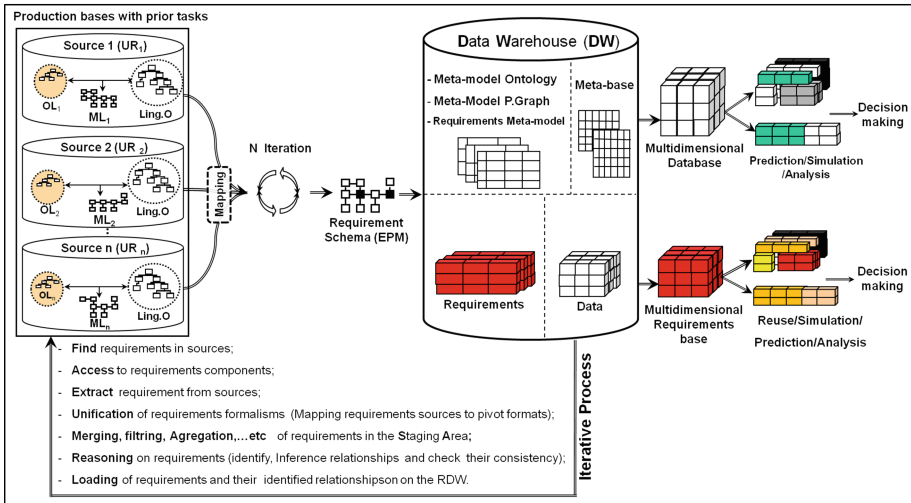 Production bases with prior tasks
Source 1 (UR1)
OL1
ML1
Ling.O
Source 2 (UR 2)
OL2
ML2
Ling.O
Source n (UR n)
OLn
MLn
Ling.O
Mapping
N Iteration
Requirement
Schema (EPM)
Data Warehouse (DW)
- Meta-model Ontology
- Meta-Model P.Graph
- Requirements Meta-model
Meta-base
Requirements
Data
Multidimensional
Database
Prediction/Simulation
/Analysis
Decision
making
Multidimensional
Requirements
base
Reuse/Simulation/
Prediction/Analysis
Decision
making
Iterative Process
- Find requirements in sources;
- Access to requirements components;
- Extract requirement from sources;
- Unification of requirements formalisms (Mapping requirements sources to pivot formats);
- Merging, filtring, Agregation,...etc of requirements in the Staging Area;
- Reasoning on requirements (identify, Inference relationships and check their consistency);
- Loading of requirements and their identified relationshipson on the RDW.